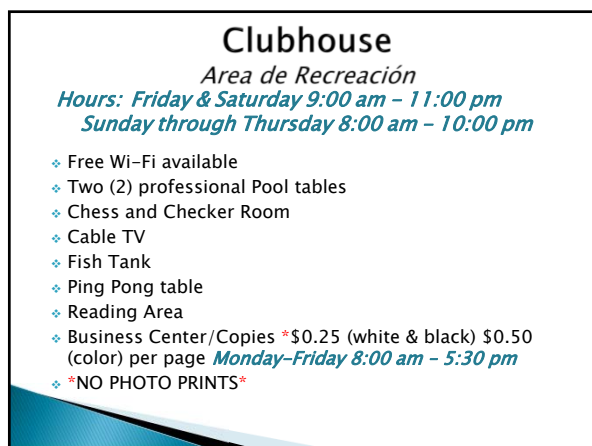 Clubhouse
Area de Recreación
Hours: Friday & Saturday 9:00 am – 11:00 pm
Sunday through Thursday 8:00 am – 10:00 pm
❖ Free Wi-Fi available
❖ Two (2) professional Pool tables
❖ Chess and Checker Room
❖ Cable TV
❖ Fish Tank
❖ Ping Pong table
❖ Reading Area
❖ Business Center/Copies *$0.25 (white & black) $0.50
(color) per page Monday-Friday 8:00 am – 5:30 pm
❖ *NO PHOTO PRINTS*